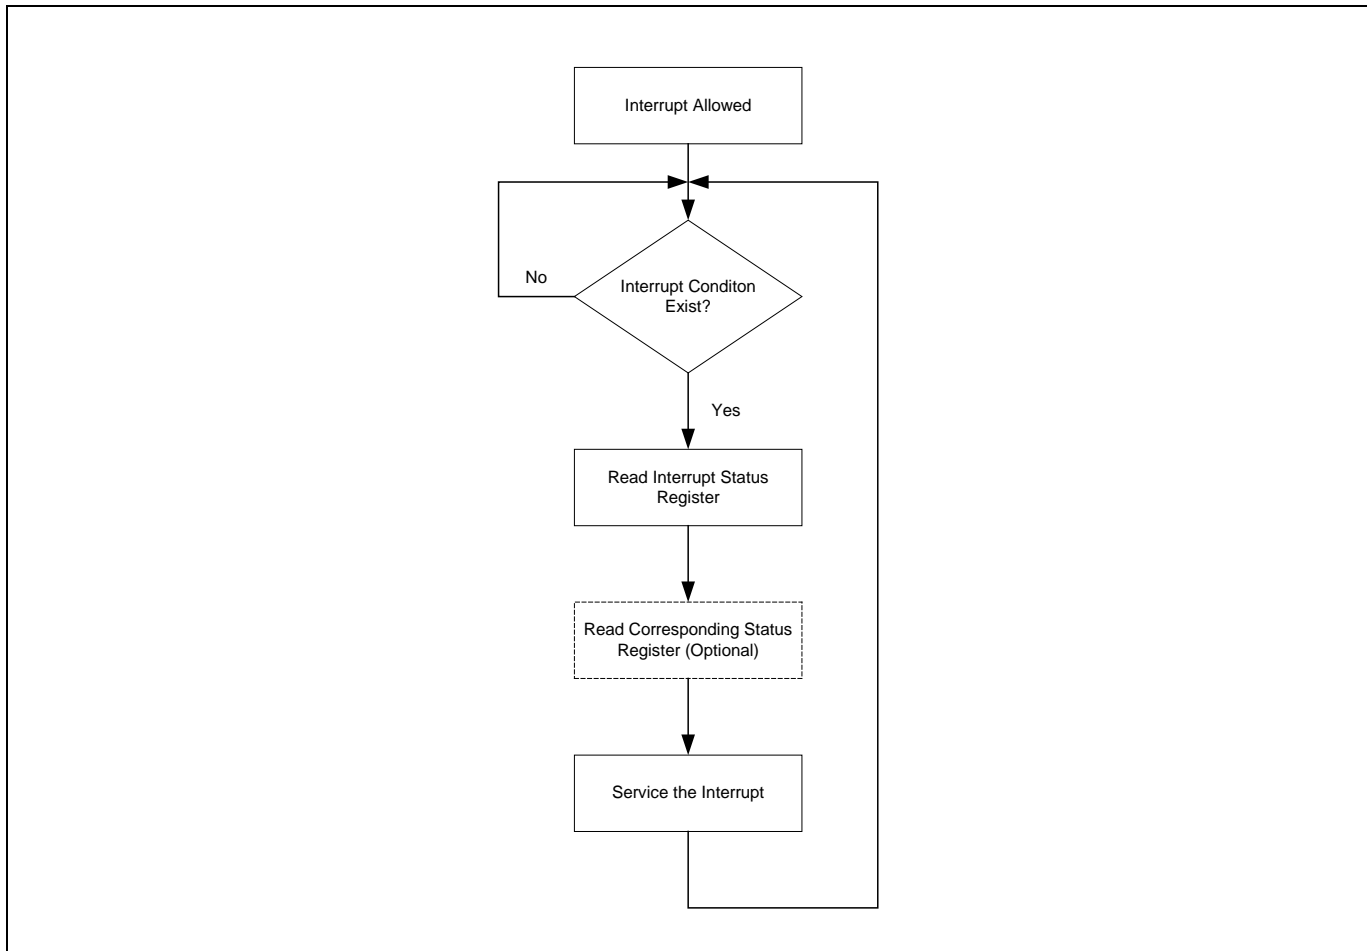 Interrupt Allowed
No
Interrupt Conditon
Exist?
Yes
Read Interrupt Status
Register
Read Corresponding Status
Register (Optional)
Service the Interrupt